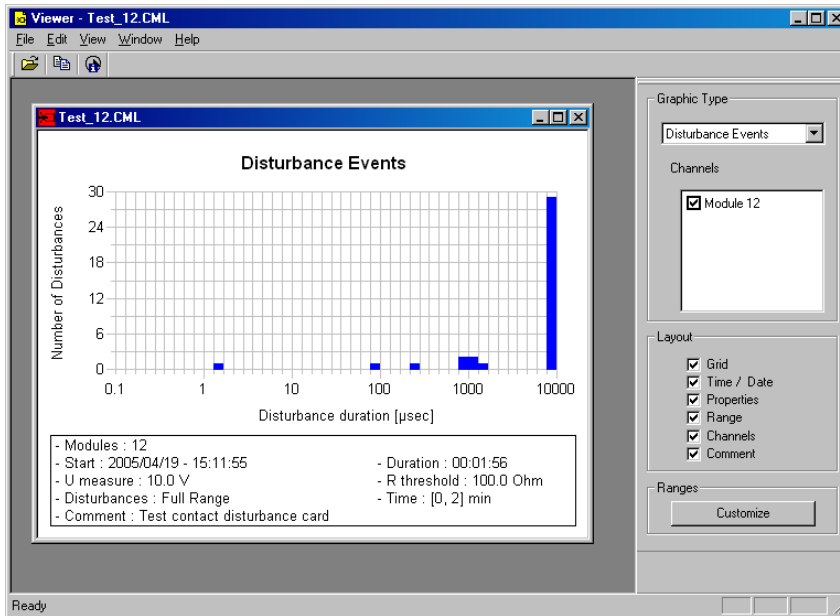 Viewer - Test_12.CML
File Edit View Window Help
Test_12.CML
Disturbance Events
Number of Disturbances
30
24
18
12
6
0
0.1 1 10 100 1000 10000
Disturbance duration [µsec]
- Modules : 12
- Start : 2005/04/19 - 15:11:55 - Duration : 00:01:56
- U measure : 10.0 V - R threshold : 100.0 Ohm
- Disturbances : Full Range - Time : [0, 2] min
- Comment : Test contact disturbance card
Graphic Type
Disturbance Events
Channels
Module 12
Layout
Grid
Time / Date
Properties
Range
Channels
Comment
Ranges
Customize
Ready